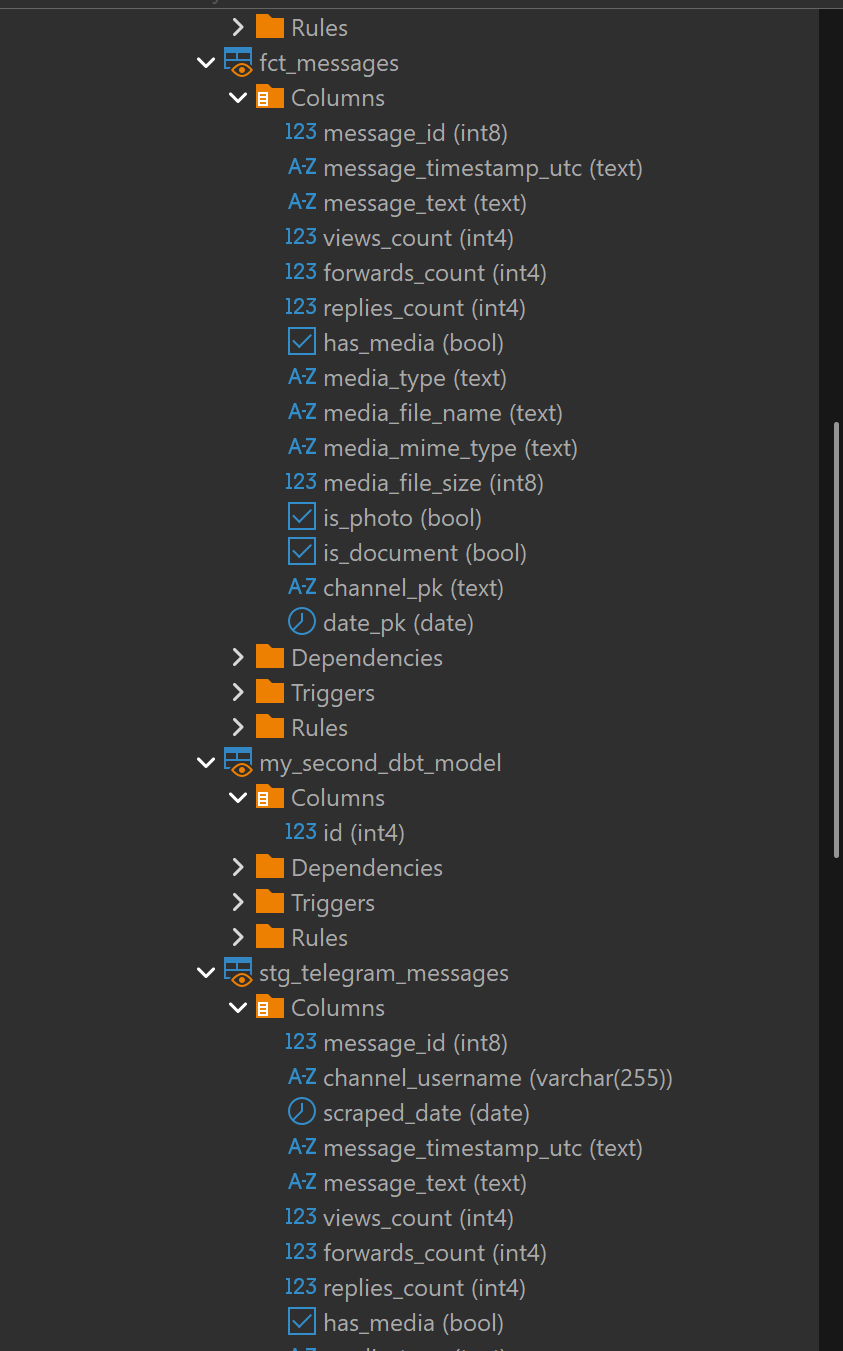 Rules
fct_messages
Columns
123 message_id (int8)
A-Z message_timestamp_utc (text)
A-Z message_text (text)
123 views_count (int4)
123 forwards_count (int4)
123 replies_count (int4)
has_media (bool)
A-Z media_type (text)
A-Z media_file_name (text)
A-Z media_mime_type (text)
123 media_file_size (int8)
is_photo (bool)
is_document (bool)
A-Z channel_pk (text)
date_pk (date)
Dependencies
Triggers
Rules
my_second_dbt_model
Columns
123 id (int4)
Dependencies
Triggers
Rules
stg_telegram_messages
Columns
123 message_id (int8)
A-Z channel_username (varchar(255))
scraped_date (date)
A-Z message_timestamp_utc (text)
A-Z message_text (text)
123 views_count (int4)
123 forwards_count (int4)
123 replies_count (int4)
has_media (bool)